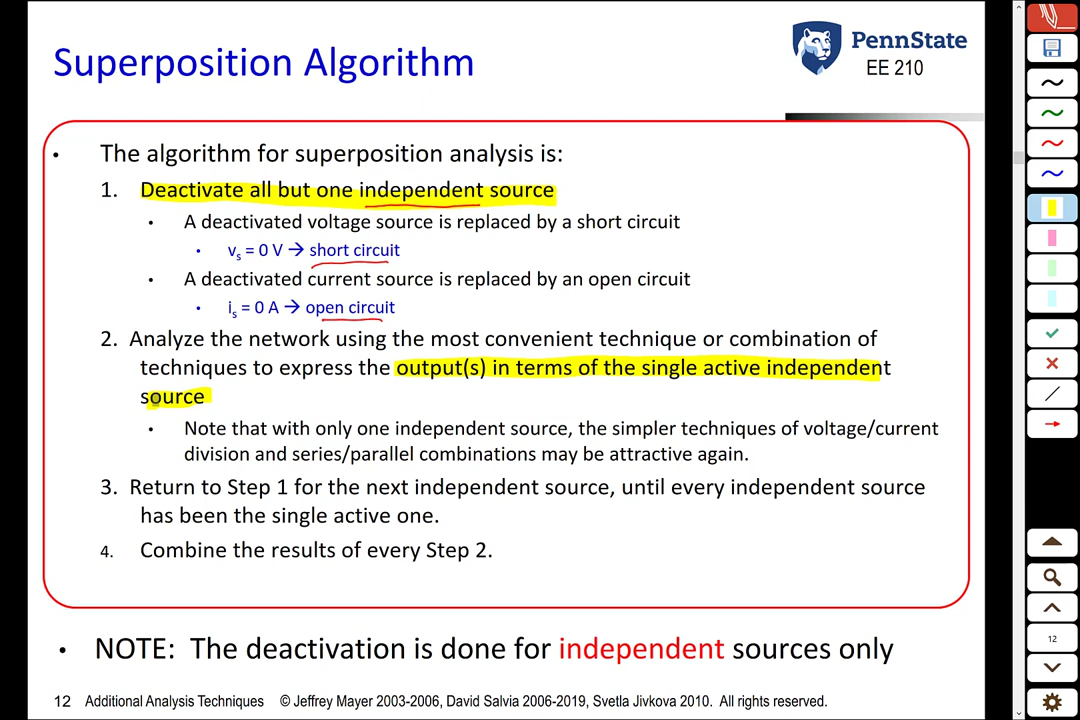 Superposition Algorithm
PennState
EE 210
• The algorithm for superposition analysis is:
1. Deactivate all but one independent source
• A deactivated voltage source is replaced by a short circuit
• vs = 0 V → short circuit
• A deactivated current source is replaced by an open circuit
• is = 0 A → open circuit
2. Analyze the network using the most convenient technique or combination of
techniques to express the output(s) in terms of the single active independent
source
• Note that with only one independent source, the simpler techniques of voltage/current
division and series/parallel combinations may be attractive again.
3. Return to Step 1 for the next independent source, until every independent source
has been the single active one.
4. Combine the results of every Step 2.
• NOTE: The deactivation is done for independent sources only
12 Additional Analysis Techniques © Jeffrey Mayer 2003-2006, David Salvia 2006-2019, Svetla Jivkova 2010. All rights reserved.
12